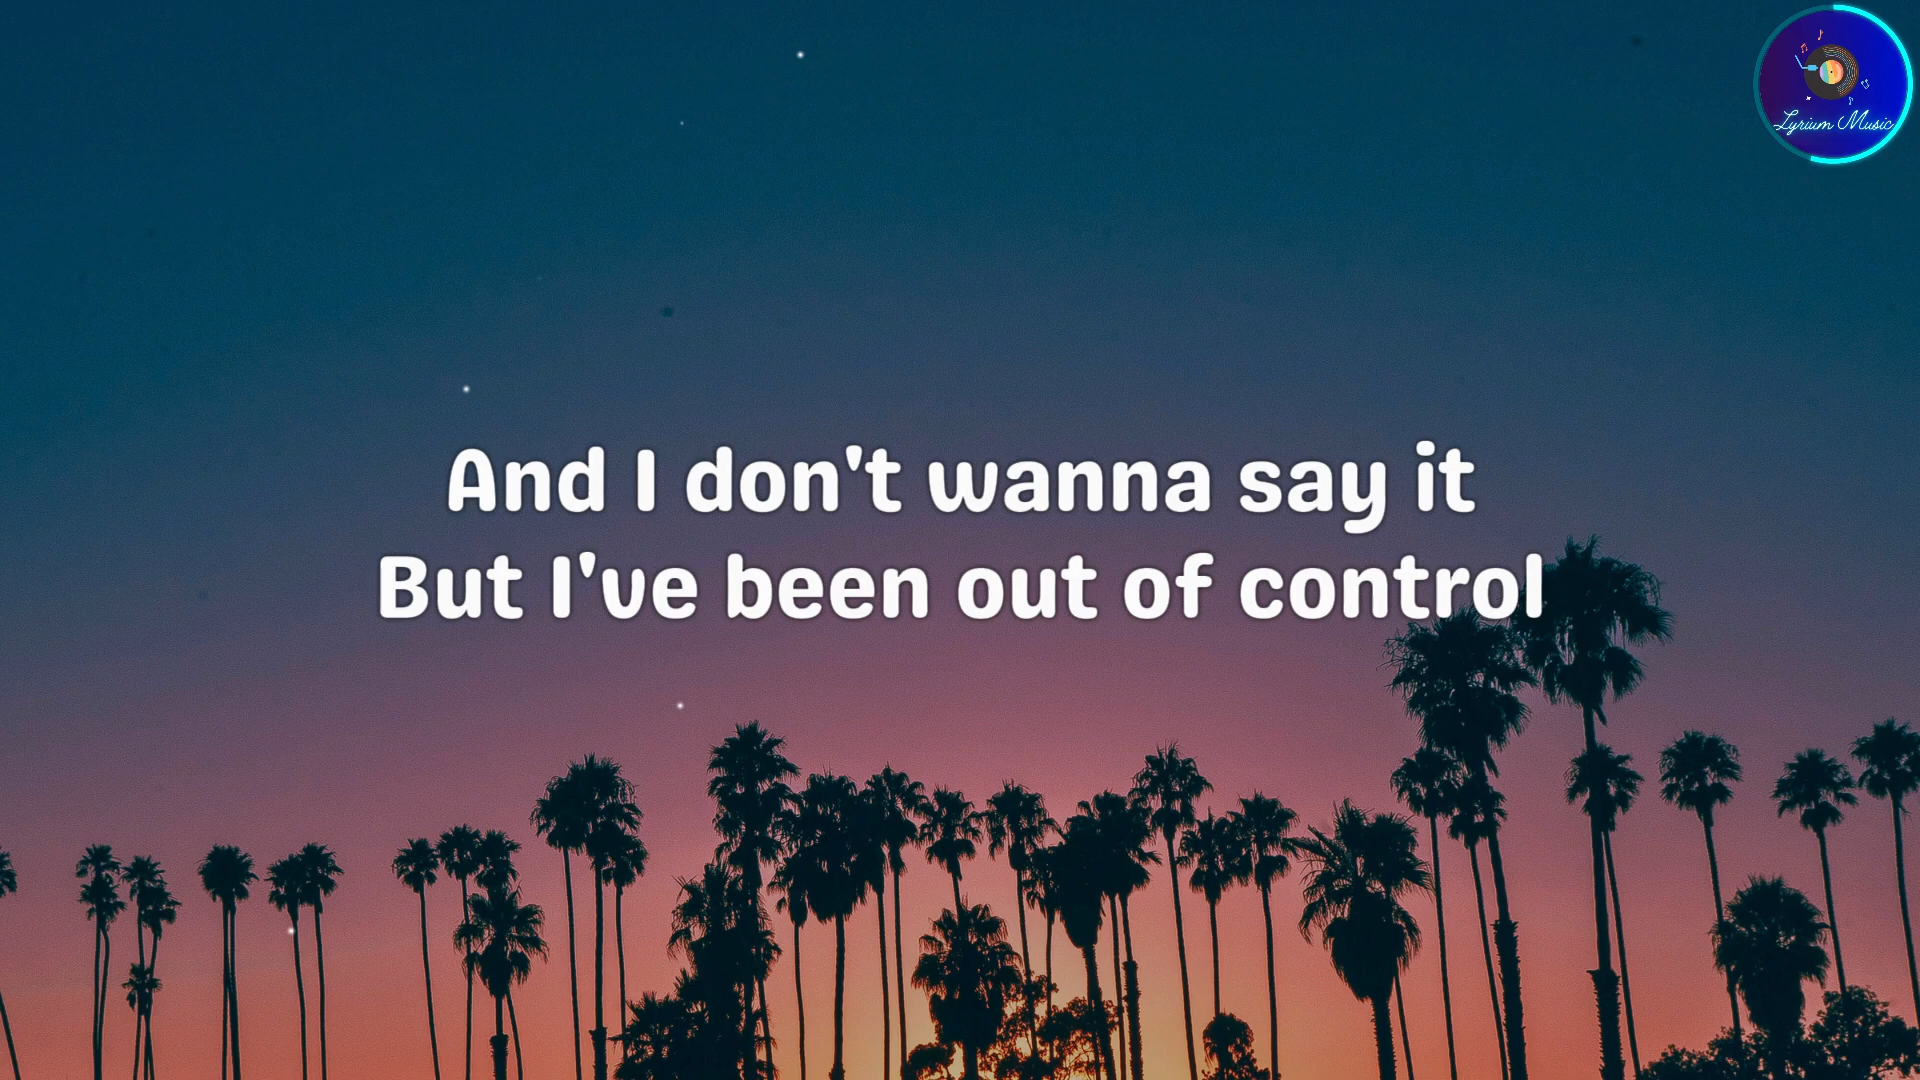 Lyrium Music
And I don't wanna say it
But I've been out of control